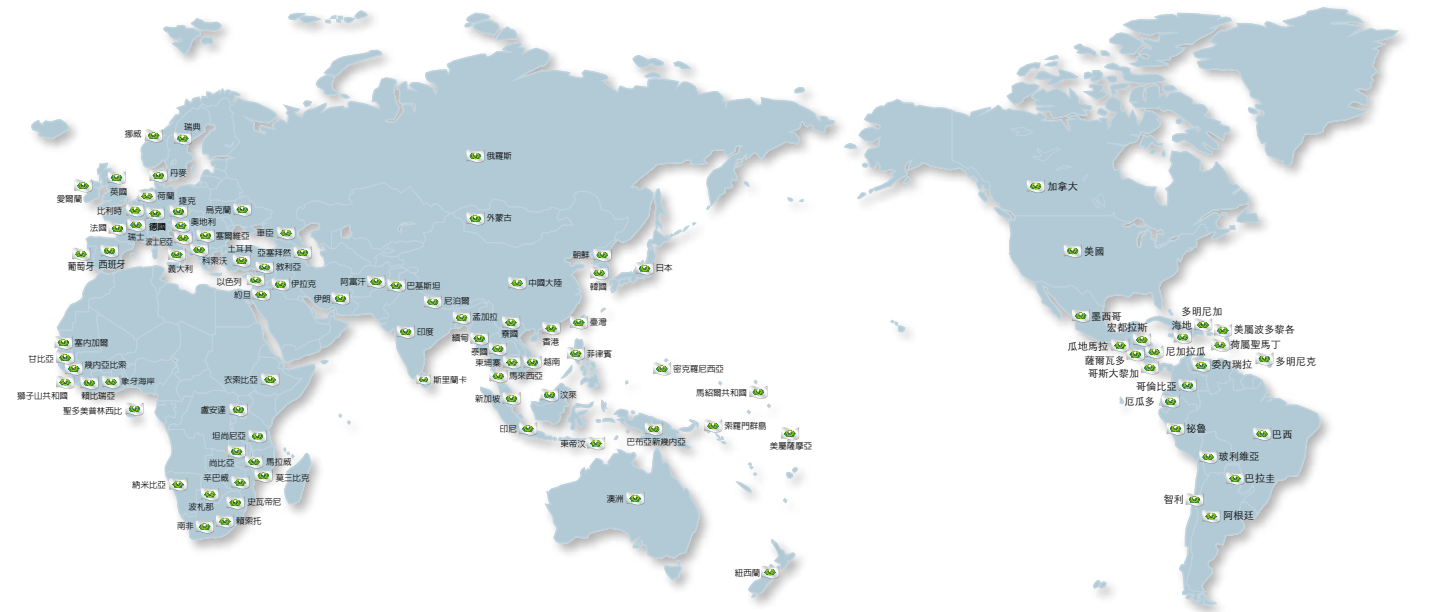 挪威
瑞典
丹麥
英國
愛爾蘭
荷蘭
捷克
比利時
德國
烏克蘭
法國
瑞士
奧地利
波士尼亞
塞爾維亞
車臣
葡萄牙
西班牙
義大利
科索沃
土耳其
亞塞拜然
敘利亞
以色列
約旦
伊拉克
伊朗
阿富汗
巴基斯坦
俄羅斯
外蒙古
朝鮮
韓國
日本
中國大陸
尼泊爾
孟加拉
印度
緬甸
寮國
香港
臺灣
泰國
柬埔寨
越南
菲律賓
斯里蘭卡
馬來西亞
新加坡
汶萊
密克羅尼西亞
馬紹爾共和國
印尼
東帝汶
巴布亞新幾內亞
索羅門群島
美屬薩摩亞
澳洲
紐西蘭
塞內加爾
甘比亞
幾內亞比索
獅子山共和國
賴比瑞亞
象牙海岸
聖多美普林西比
衣索比亞
盧安達
坦尚尼亞
尚比亞
馬拉威
莫三比克
辛巴威
納米比亞
波札那
史瓦帝尼
南非
賴索托
加拿大
美國
墨西哥
宏都拉斯
多明尼加
海地
美屬波多黎各
瓜地馬拉
尼加拉瓜
荷屬聖馬丁
薩爾瓦多
委內瑞拉
多明尼克
哥斯大黎加
哥倫比亞
厄瓜多
祕魯
巴西
玻利維亞
巴拉圭
智利
阿根廷